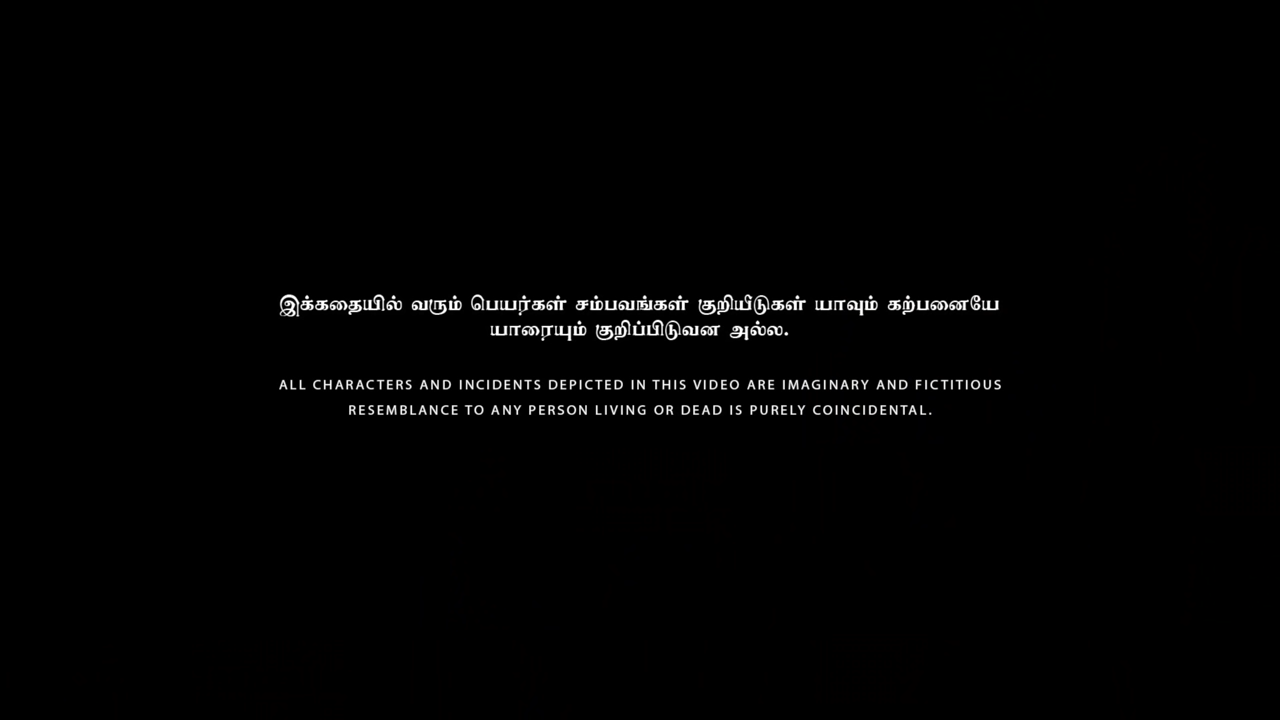 இக்கதையில் வரும் பெயர்கள் சம்பவங்கள் குறியீடுகள் யாவும் கற்பனையே
யாரையும் குறிப்பிடுவன அல்ல.
ALL CHARACTERS AND INCIDENTS DEPICTED IN THIS VIDEO ARE IMAGINARY AND FICTITIOUS
RESEMBLANCE TO ANY PERSON LIVING OR DEAD IS PURELY COINCIDENTAL.